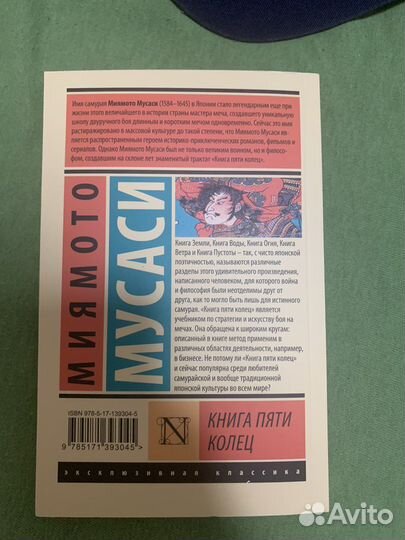 Имя самурая Миямото Мусаси (1584–1645) в Японии стало легендарным еще при
жизни этого величайшего в истории страны мастера меча, создавшего уникальную
школу двуручного боя длинным и коротким мечом одновременно. Сейчас это имя
растиражировано в массовой культуре до такой степени, что Миямото Мусаси яв-
ляется распространенным героем историко-приключенческих романов, фильмов и
сериалов. Однако Миямото Мусаси был не только великим воином, но и филосо-
фом, создавшим на склоне лет знаменитый трактат «Книга пяти колец».
МИЯМОТО
МУСАСИ
Книга Земли, Книга Воды, Книга Огня, Книга
Ветра и Книга Пустоты – так, с чисто японской
поэтичностью, называются различные
разделы этого удивительного произведения,
написанного человеком, для которого война
и философия были неотделимы друг от
друга, как то могло быть лишь для истинного
самурая. «Книга пяти колец» является
учебником по стратегии и искусству боя на
мечах. Она обращена к широким кругам:
описанный в книге метод применим в
различных областях деятельности, например,
в бизнесе. Не потому ли «Книга пяти колец»
и сейчас популярна среди любителей
самурайской и вообще традиционной
японской культуры во всем мире?
ISBN 978-5-17-139304-5
9 785171 393045 >
N
КНИГА ПЯТИ
КОЛЕЦ
эксклюзивная классика
Avito